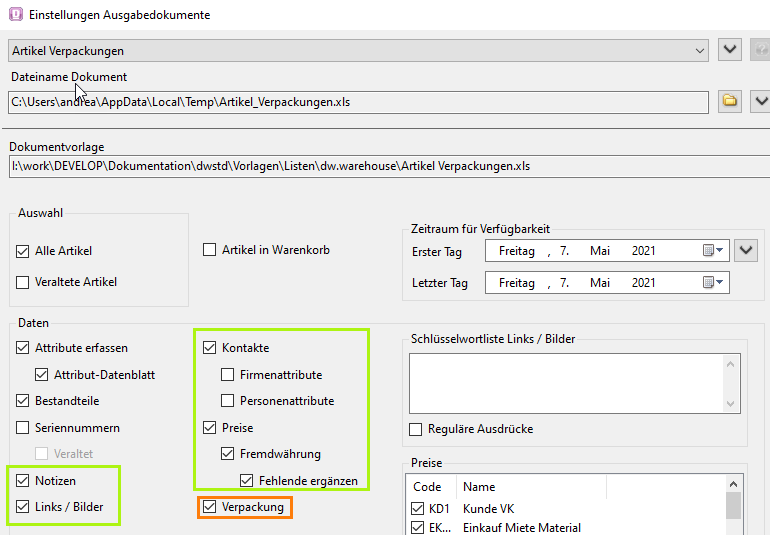 Einstellungen Ausgabedokumente
Artikel Verpackungen
Dateiname Dokument
C:\Users\andrea\AppData\Local\Temp\Artikel_Verpackungen.xls
Dokumentvorlage
I:\work\DEVELOP\Dokumentation\dwstd\Vorlagen\Listen\dw.warehouse\Artikel Verpackungen.xls
Auswahl
Alle Artikel
Veraltete Artikel
Artikel in Warenkorb
Zeitraum für Verfügbarkeit
Erster Tag Freitag , 7. Mai 2021
Letzter Tag Freitag , 7. Mai 2021
Daten
Attribute erfassen
Attribut-Datenblatt
Bestandteile
Seriennummern
Veraltet
Notizen
Links / Bilder
Kontakte
Firmenattribute
Personenattribute
Preise
Fremdwährung
Fehlende ergänzen
Verpackung
Schlüsselwortliste Links / Bilder
Reguläre Ausdrücke
Preise
Code Name
KD1 Kunde VK
EK... Einkauf Miete Material